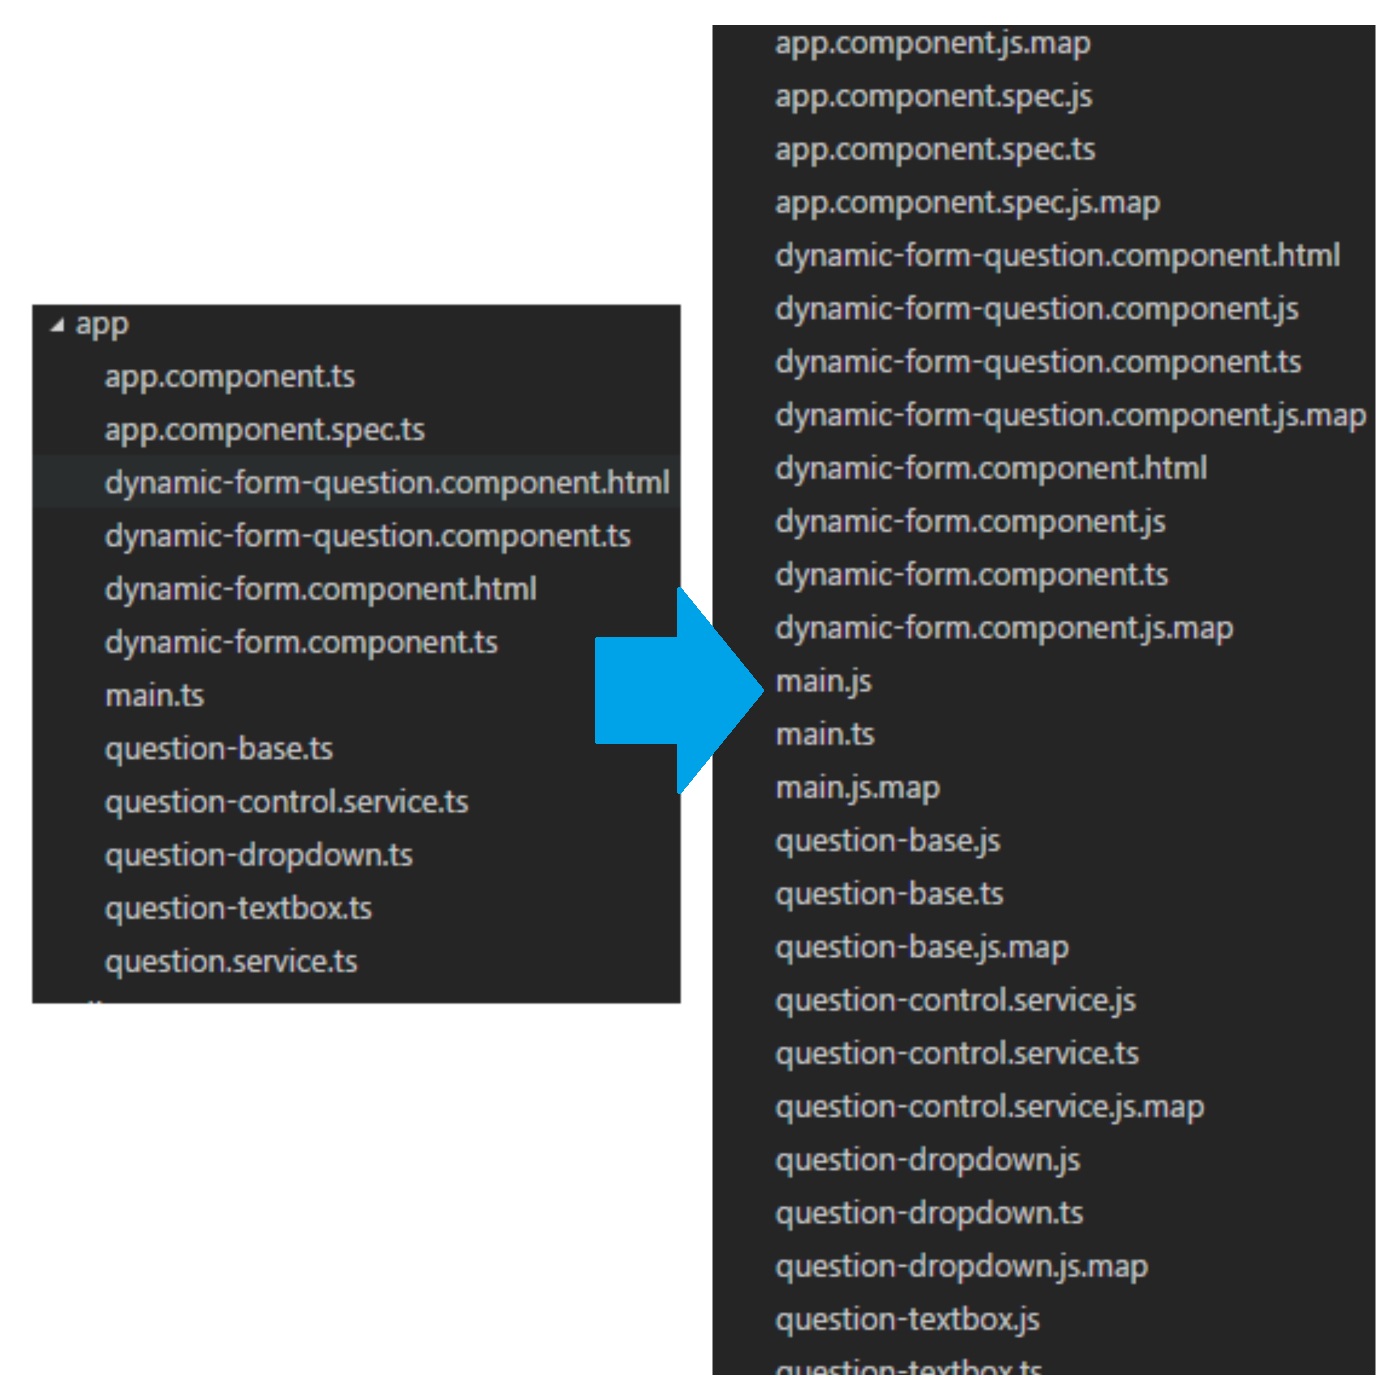 app
app.component.ts
app.component.spec.ts
dynamic-form-question.component.html
dynamic-form-question.component.ts
dynamic-form.component.html
dynamic-form.component.ts
main.ts
question-base.ts
question-control.service.ts
question-dropdown.ts
question-textbox.ts
question.service.ts
app.component.js.map
app.component.spec.js
app.component.spec.ts
app.component.spec.js.map
dynamic-form-question.component.html
dynamic-form-question.component.js
dynamic-form-question.component.ts
dynamic-form-question.component.js.map
dynamic-form.component.html
dynamic-form.component.js
dynamic-form.component.ts
dynamic-form.component.js.map
main.js
main.ts
main.js.map
question-base.js
question-base.ts
question-base.js.map
question-control.service.js
question-control.service.ts
question-control.service.js.map
question-dropdown.js
question-dropdown.ts
question-dropdown.js.map
question-textbox.js
question-textbox.ts